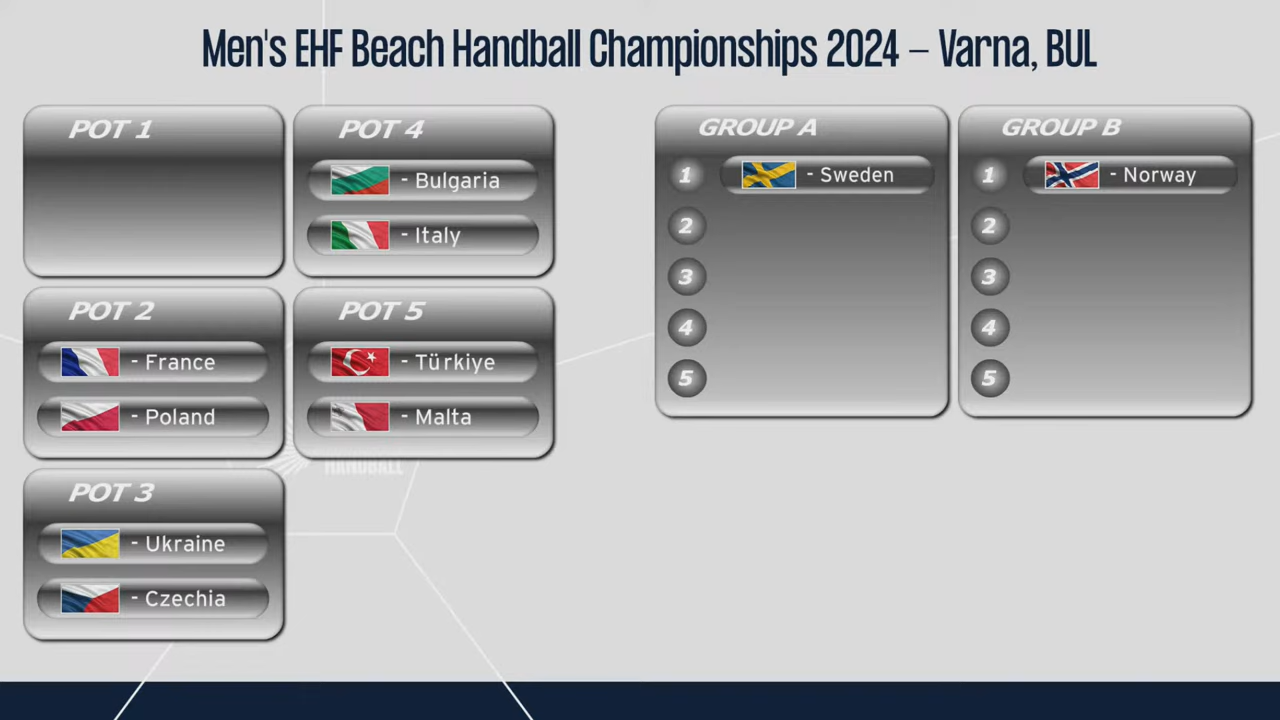 Men's EHF Beach Handball Championships 2024 – Varna, BUL
POT 1
POT 2
- France
- Poland
POT 3
- Ukraine
- Czechia
POT 4
- Bulgaria
- Italy
POT 5
- Türkiye
- Malta
HANDBALL
GROUP A
1 - Sweden
2
3
4
5
GROUP B
1 - Norway
2
3
4
5